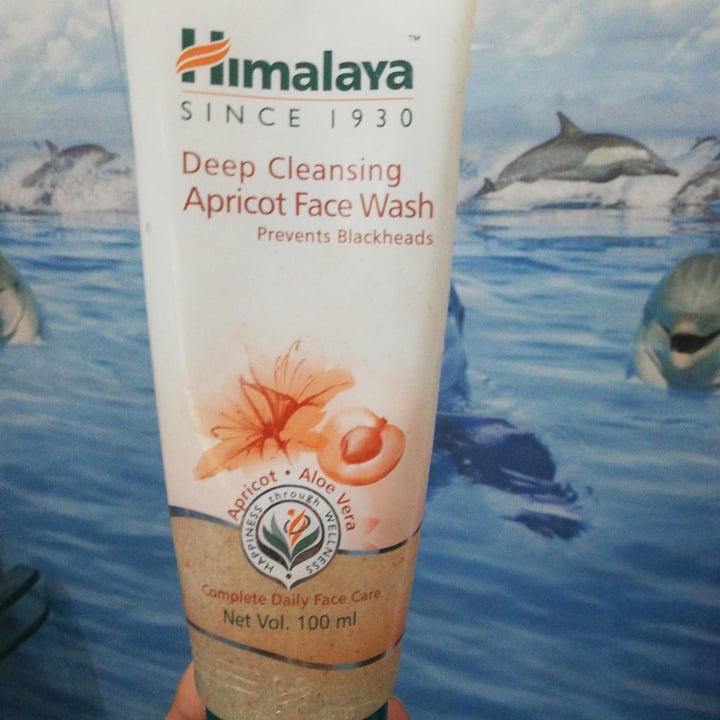 Himalaya™
SINCE 1930
Deep Cleansing
Apricot Face Wash
Prevents Blackheads
Apricot • Aloe Vera
HAPPINESS through WELLNESS
Complete Daily Face Care
Net Vol. 100 ml